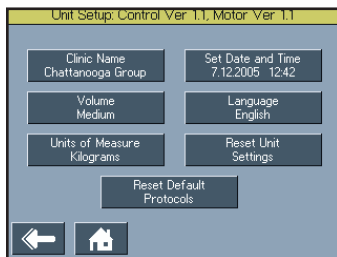 Unit Setup: Control Ver 1.1, Motor Ver 1.1
Clinic Name
Chattanooga Group
Set Date and Time
7.12.2005 12:42
Volume
Medium
Language
English
Units of Measure
Kilograms
Reset Unit
Settings
Reset Default
Protocols